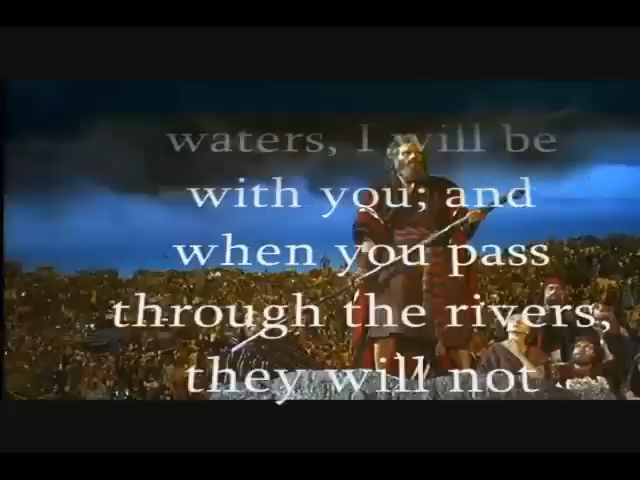 waters, I will be
with you; and
when you pass
through the rivers,
they will not